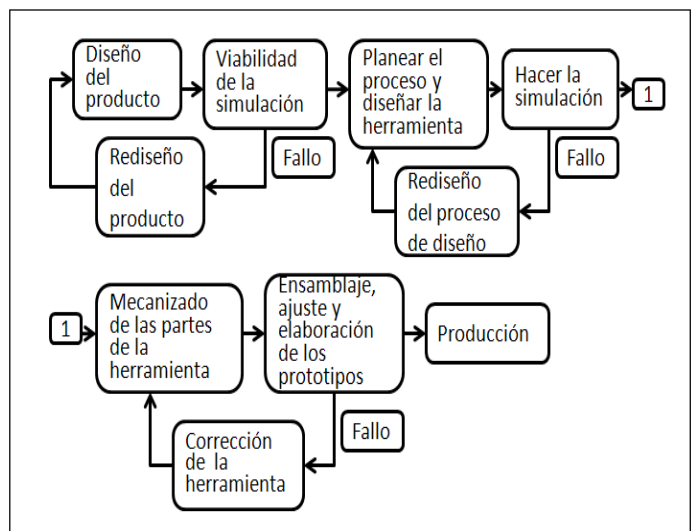 Diseño
del
producto
Viabilidad
de la
simulación
Planear el
proceso y
diseñar la
herramienta
Hacer la
simulación
1
Fallo
Rediseño
del
producto
Fallo
Rediseño
del proceso
de diseño
1
Mecanizado
de las partes
de la
herramienta
Ensamblaje,
ajuste y
elaboración
de los
prototipos
Producción
Fallo
Corrección
de la
herramienta